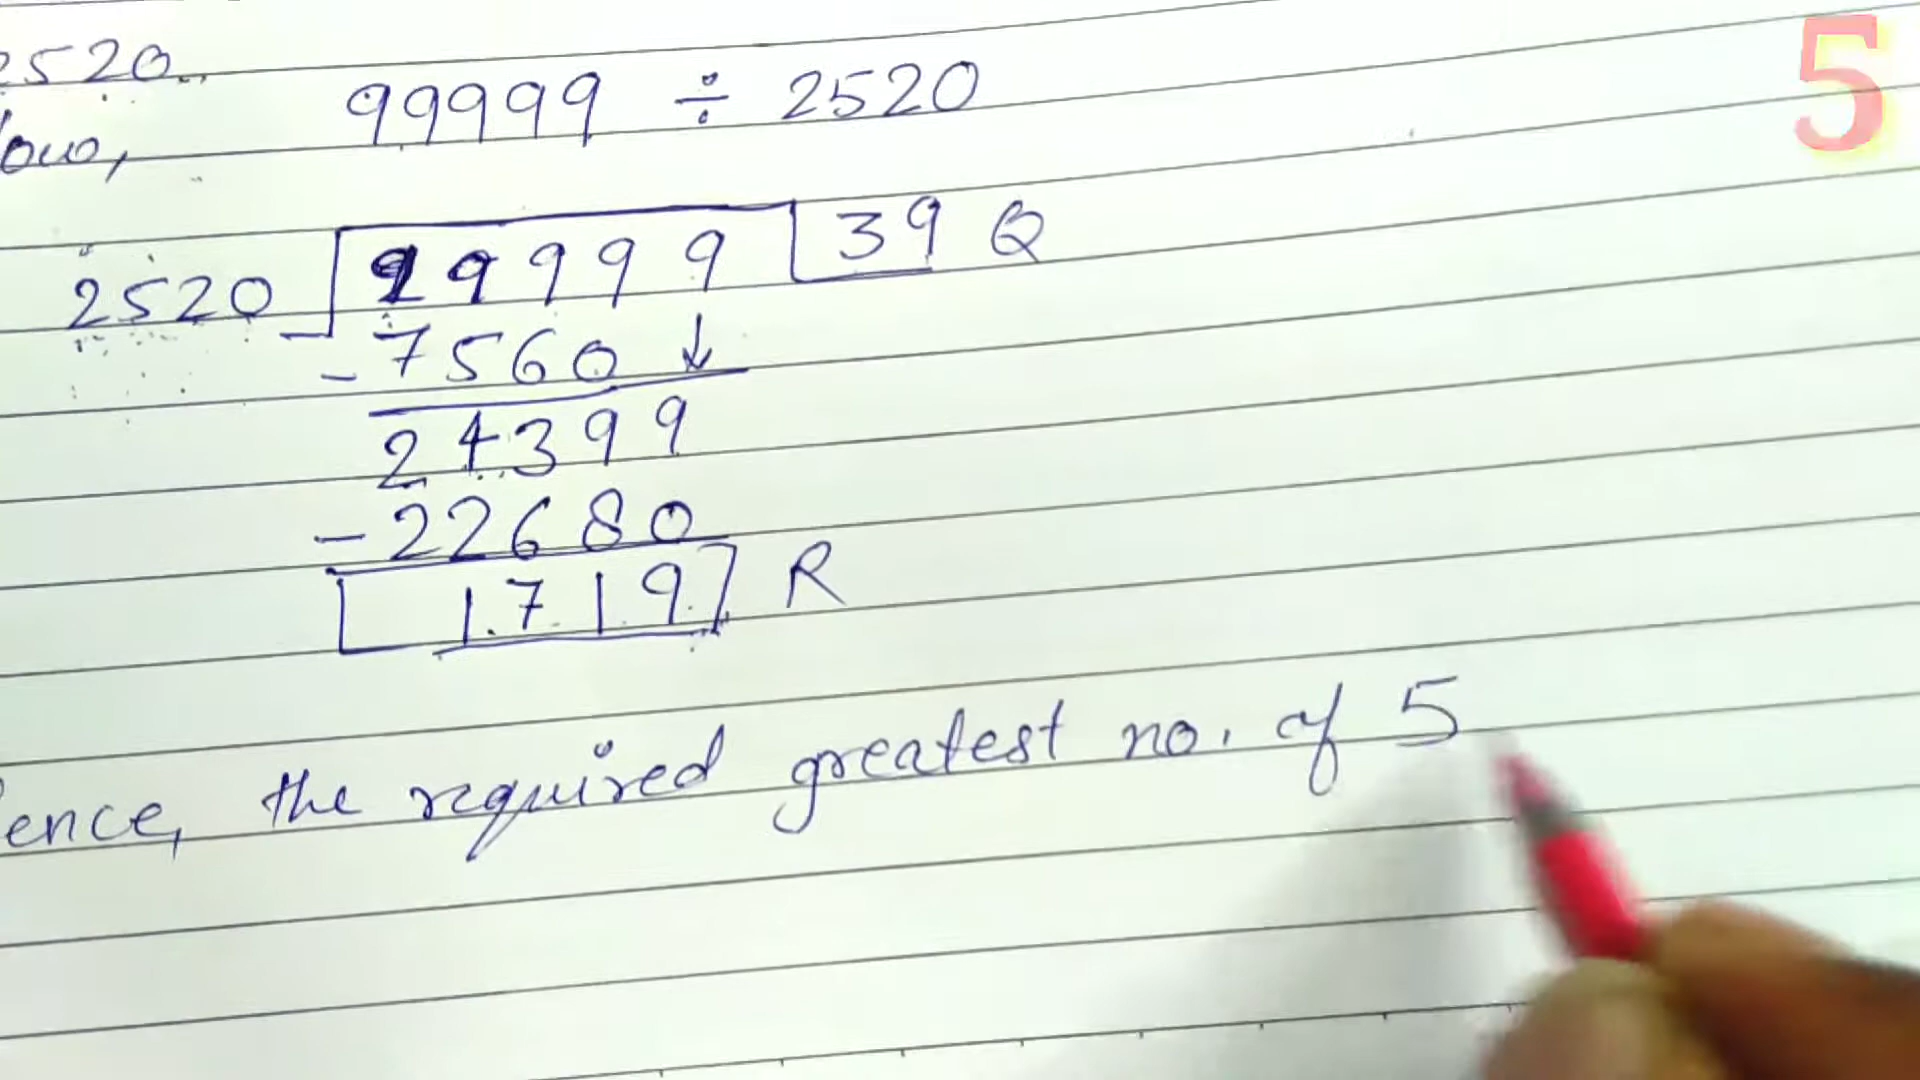 2520
5
99999 ÷ 2520
2520 99999 39 Q
- 7560 ↓
24399
- 22680
1719 R
ence, the required greatest no. of 5